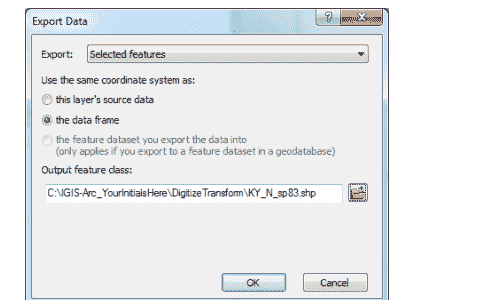 Export Data
?
Export: Selected features
Use the same coordinate system as:
this layer's source data
the data frame
the feature dataset you export the data into
(only applies if you export to a feature dataset in a geodatabase)
Output feature class:
C:\IGIS-Arc_YourInitialsHere\DigitizeTransform\KY_N_sp83.shp
OK Cancel